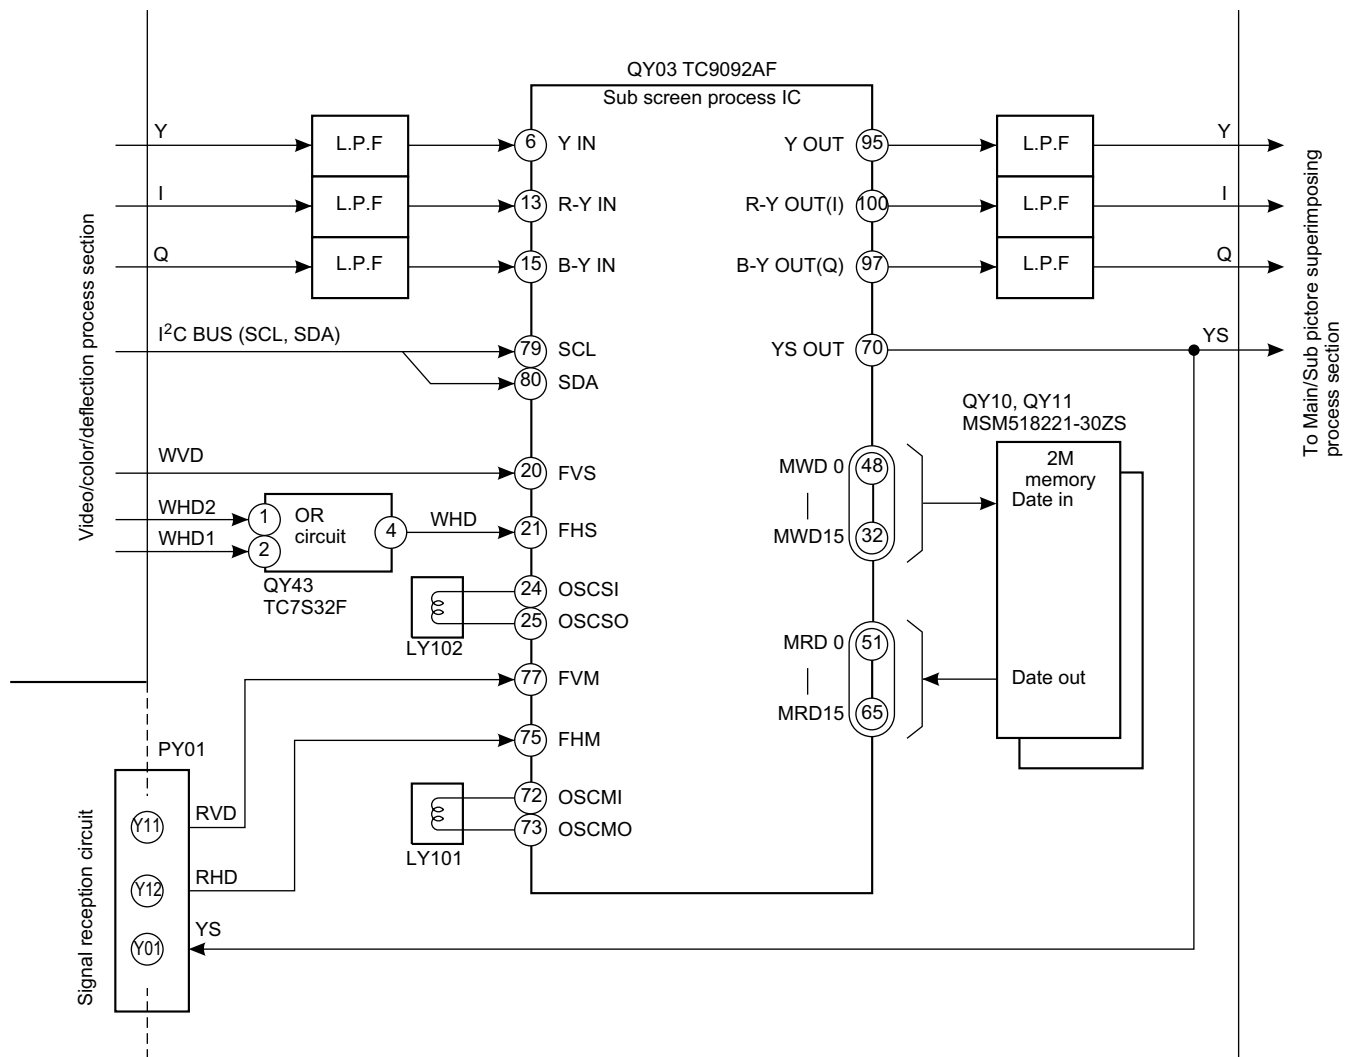 QY03 TC9092AF
Sub screen process IC
Video/color/deflection process section
Y
L.P.F
6
Y IN
I
L.P.F
13
R-Y IN
Q
L.P.F
15
B-Y IN
I²C BUS (SCL, SDA)
79
SCL
80
SDA
WVD
20
FVS
WHD2
1
WHD1
2
OR
circuit
4
WHD
21
FHS
QY43
TC7S32F
24
OSCSI
25
OSCSO
LY102
77
FVM
75
FHM
72
OSCMI
73
OSCMO
LY101
PY01
Signal reception circuit
Y11
RVD
Y12
RHD
Y01
YS
Y OUT
95
L.P.F
Y
R-Y OUT(I)
100
L.P.F
I
B-Y OUT(Q)
97
L.P.F
Q
YS OUT
70
YS
To Main/Sub pictore superimposing
process section
QY10, QY11
MSM518221-30ZS
2M
memory
Date in
Date out
MWD 0
48
MWD15
32
MRD 0
51
MRD15
65